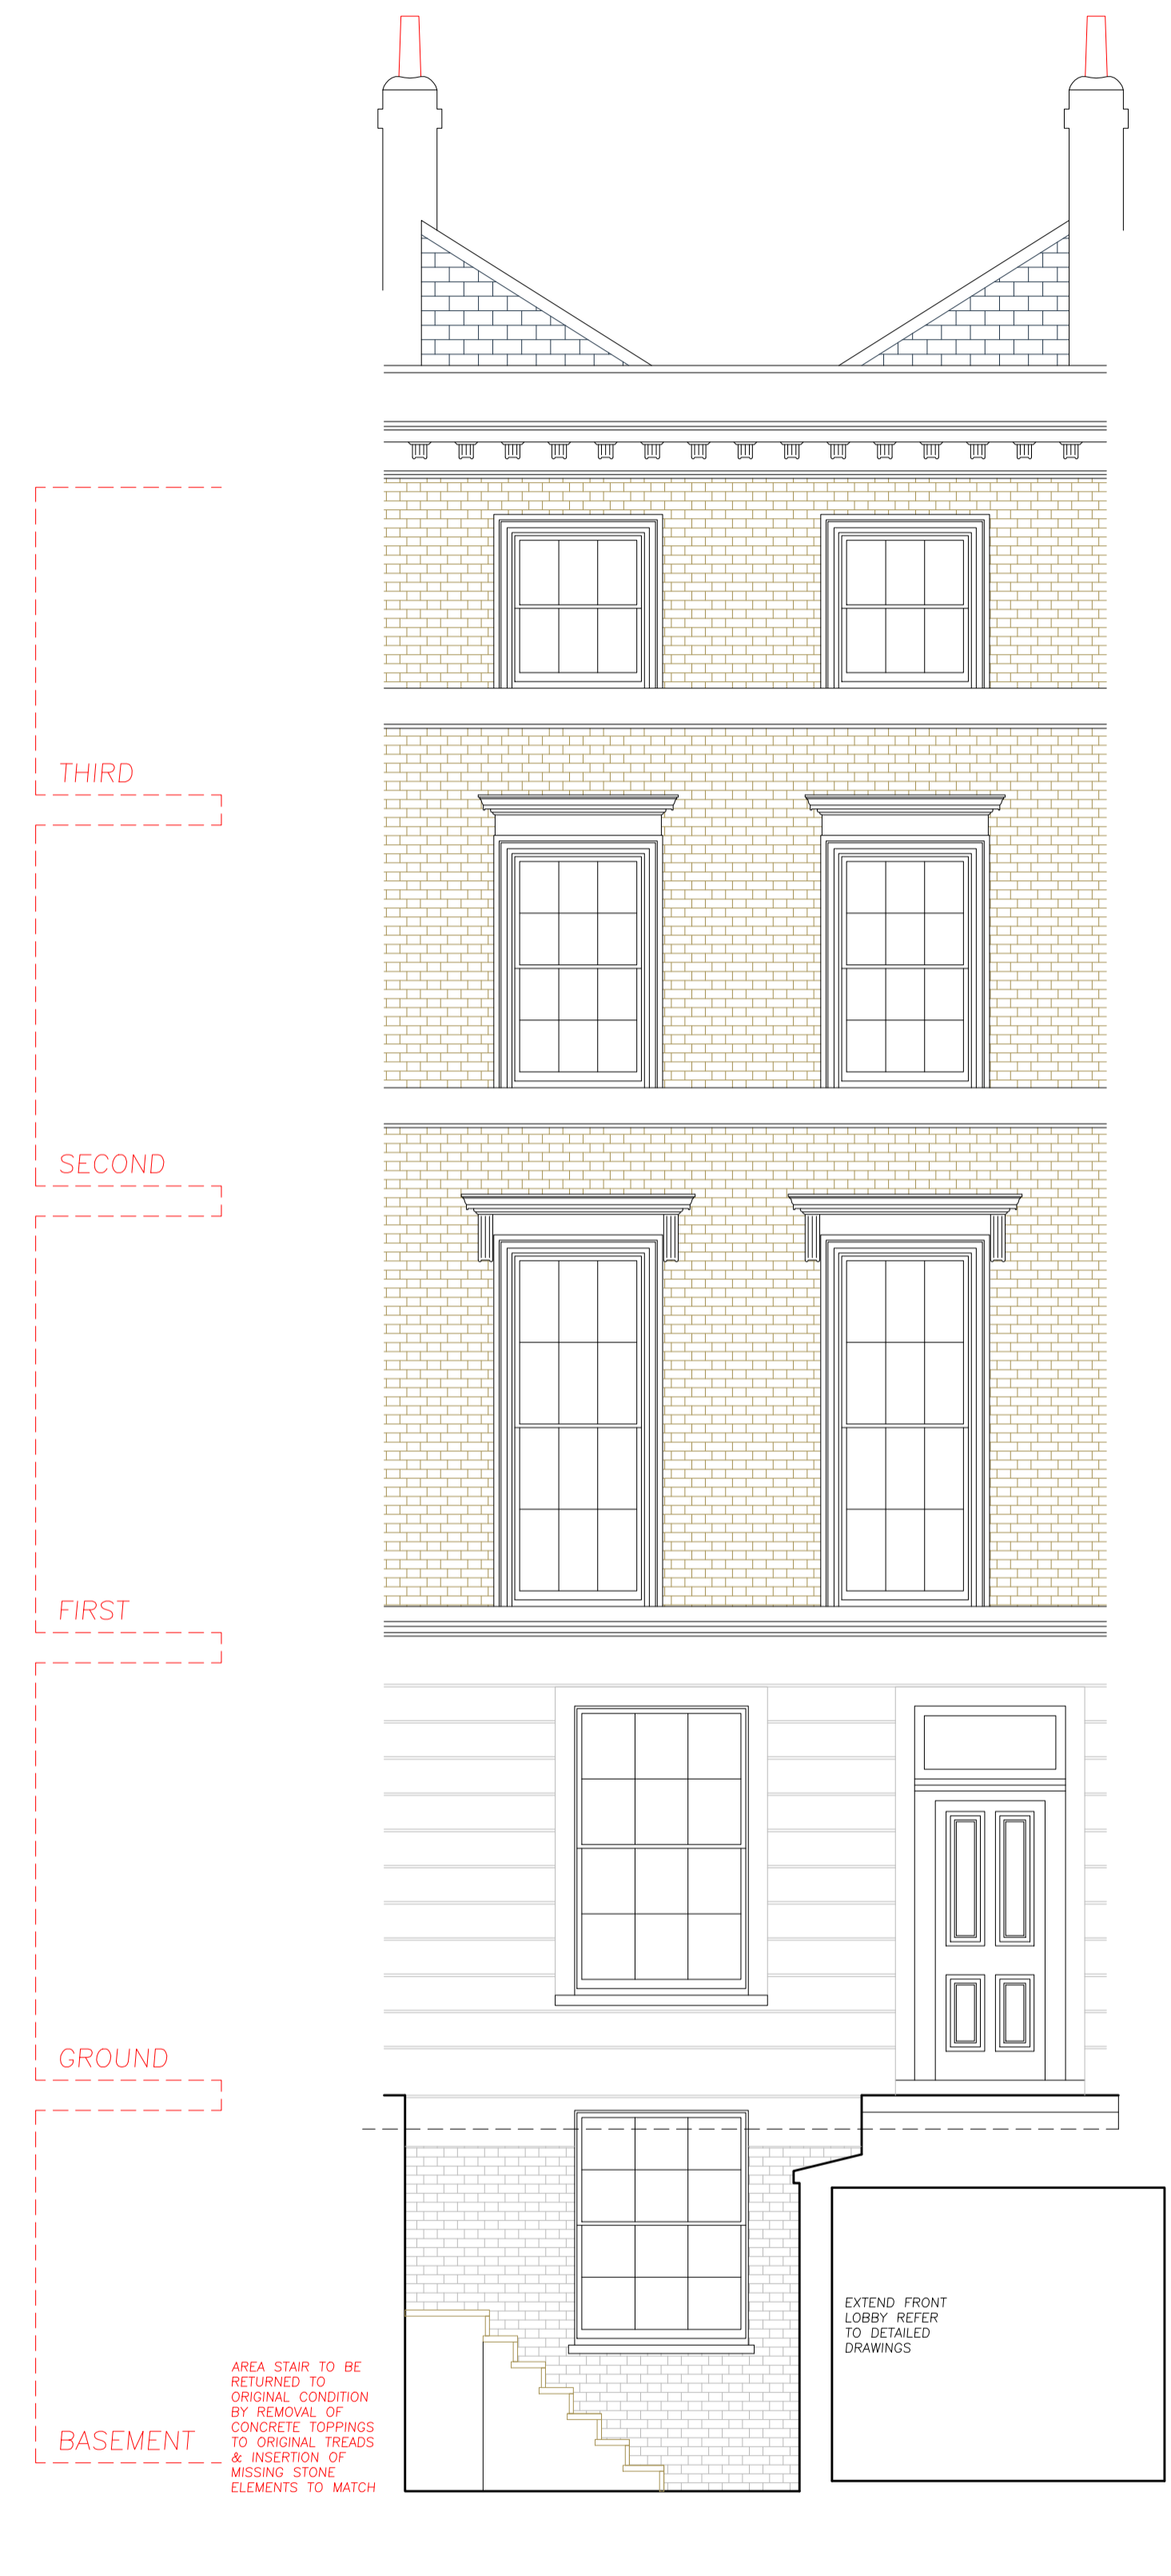 THIRD
SECOND
FIRST
GROUND
BASEMENT
AREA STAIR TO BE
RETURNED TO
ORIGINAL CONDITION
BY REMOVAL OF
CONCRETE TOPPINGS
TO ORIGINAL TREADS
& INSERTION OF
MISSING STONE
ELEMENTS TO MATCH
EXTEND FRONT
LOBBY REFER
TO DETAILED
DRAWINGS